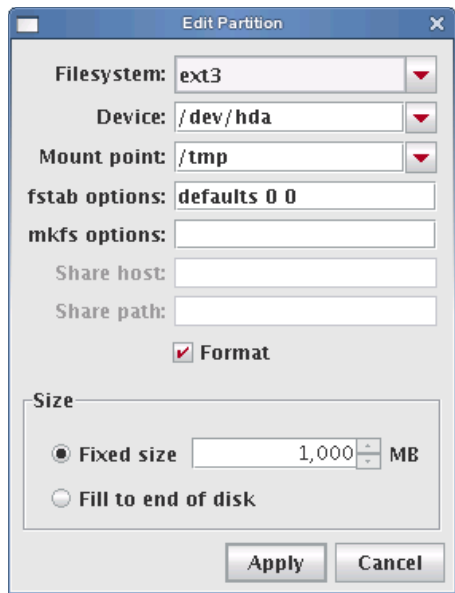 Edit Partition
Filesystem: ext3
Device: /dev/hda
Mount point: /tmp
fstab options: defaults 0 0
mkfs options:
Share host:
Share path:
Format
Size
Fixed size 1,000 MB
Fill to end of disk
Apply Cancel